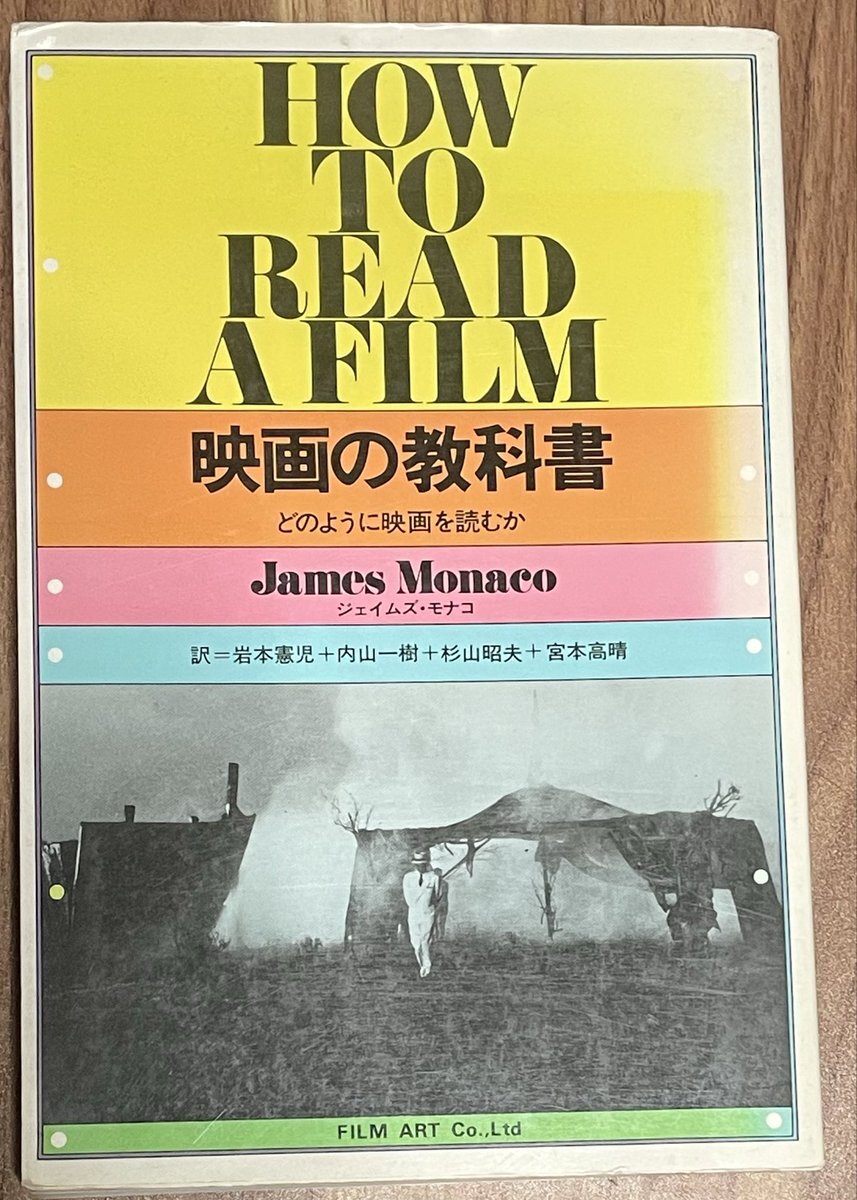 HOW
TO
READ
A FILM
映画の教科書
どのように映画を読むか
James Monaco
ジェイムズ・モナコ
訳=岩本憲児+内山一樹+杉山昭夫+宮本高晴
FILM ART Co.,Ltd